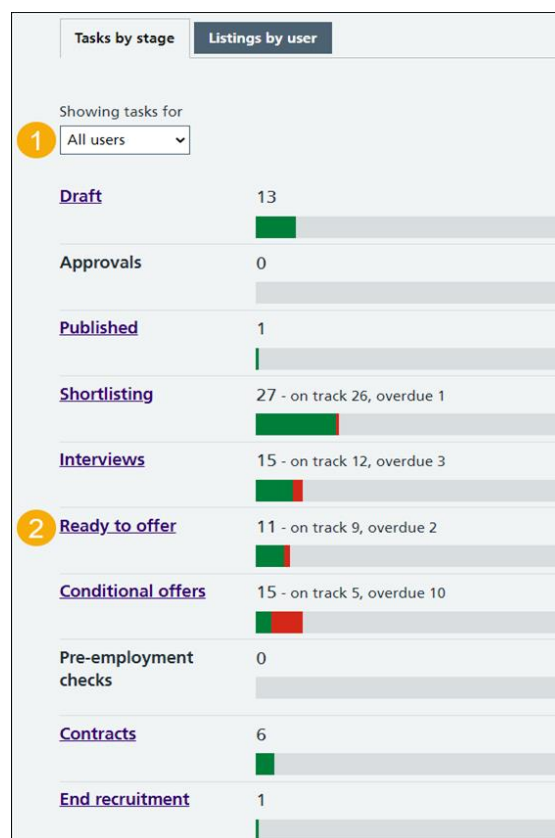 Tasks by stage Listings by user
Showing tasks for
1 All users
Draft 13
Approvals 0
Published 1
Shortlisting 27 - on track 26, overdue 1
Interviews 15 - on track 12, overdue 3
2 Ready to offer 11 - on track 9, overdue 2
Conditional offers 15 - on track 5, overdue 10
Pre-employment 0
checks
Contracts 6
End recruitment 1